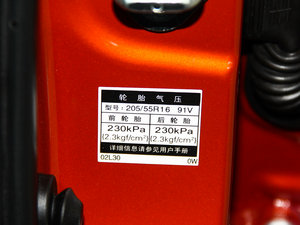 轮胎气压
型号: 205/55R16 91V
前轮胎 后轮胎
230kPa 230kPa
(2.3kgf/cm²) (2.3kgf/cm²)
详细信息请参见用户手册
02L30 0W